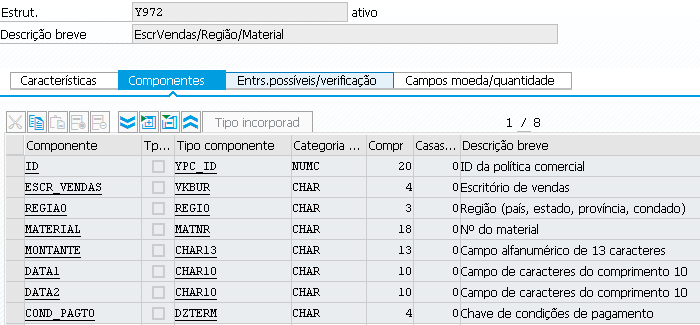 Estrut. Y972 ativo
Descrição breve EscrVendas/Região/Material
Características Componentes Entrs.possíveis/verificação Campos moeda/quantidade
Tipo incorporad 1 / 8
Componente Tp... Tipo componente Categoria ... Compr Casas... Descrição breve
ID YPC_ID NUMC 20 0 ID da política comercial
ESCR_VENDAS VKBUR CHAR 4 0 Escritório de vendas
REGIAO REGIO CHAR 3 0 Região (país, estado, província, condado)
MATERIAL MATNR CHAR 18 0 Nº do material
MONTANTE CHAR13 CHAR 13 0 Campo alfanumérico de 13 caracteres
DATA1 CHAR10 CHAR 10 0 Campo de caracteres do comprimento 10
DATA2 CHAR10 CHAR 10 0 Campo de caracteres do comprimento 10
COND_PAGTO DZTERM CHAR 4 0 Chave de condições de pagamento